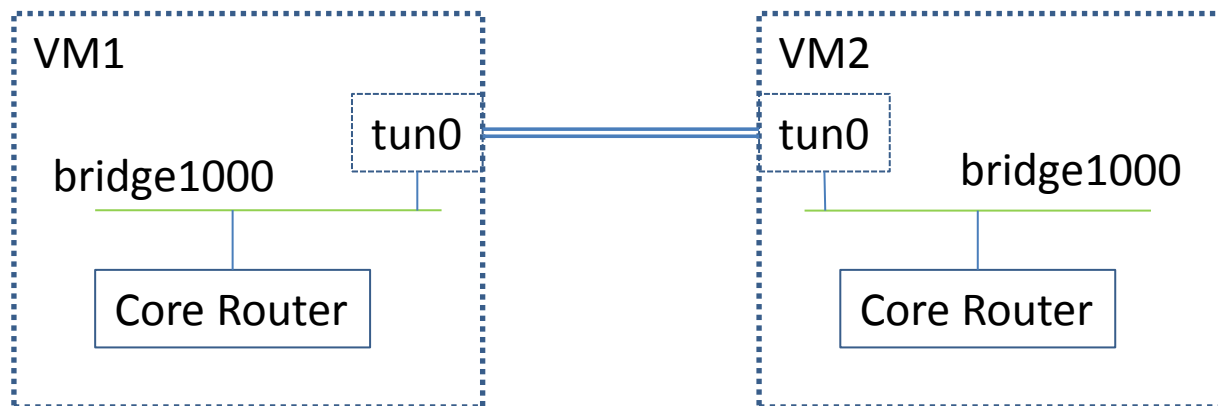 VM1
tun0
bridge1000
Core Router
VM2
tun0
bridge1000
Core Router